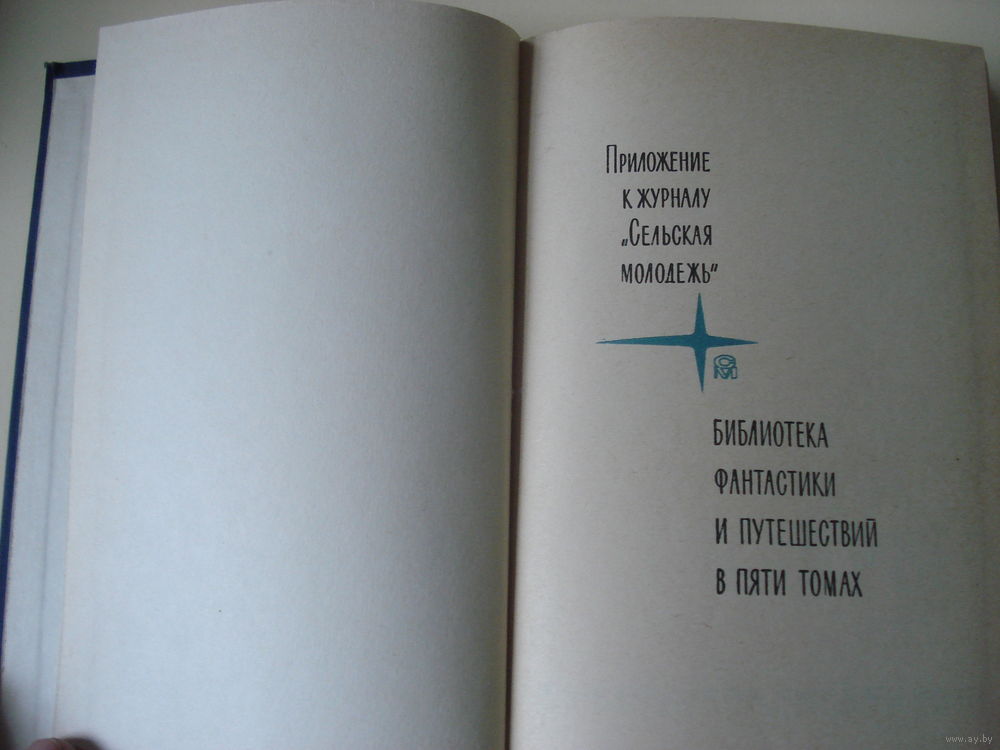 Приложение
к журналу
„Сельская
молодежь“
СМ
БИБЛИОТЕКА
ФАНТАСТИКИ
И ПУТЕШЕСТВИЙ
В ПЯТИ ТОМАХ
www.ay.by